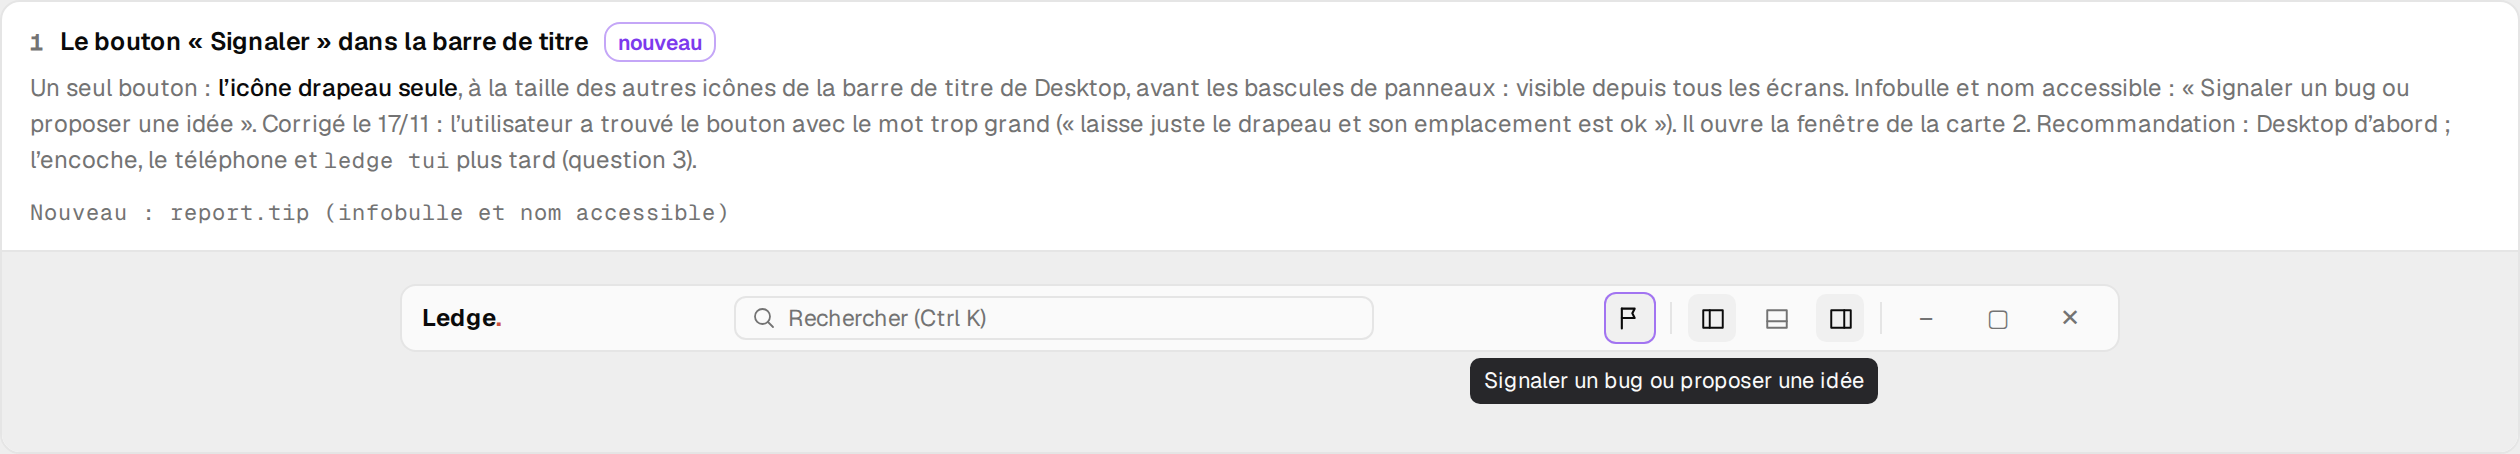 1 Le bouton « Signaler » dans la barre de titre nouveau
Un seul bouton : l’icône drapeau seule, à la taille des autres icônes de la barre de titre de Desktop, avant les bascules de panneaux : visible depuis tous les écrans. Infobulle et nom accessible : « Signaler un bug ou
proposer une idée ». Corrigé le 17/11 : l’utilisateur a trouvé le bouton avec le mot trop grand (« laisse juste le drapeau et son emplacement est ok »). Il ouvre la fenêtre de la carte 2. Recommandation : Desktop d’abord ;
l’encoche, le téléphone et ledge tui plus tard (question 3).
Nouveau : report.tip (infobulle et nom accessible)
Ledge. Rechercher (Ctrl K)
Signaler un bug ou proposer une idée